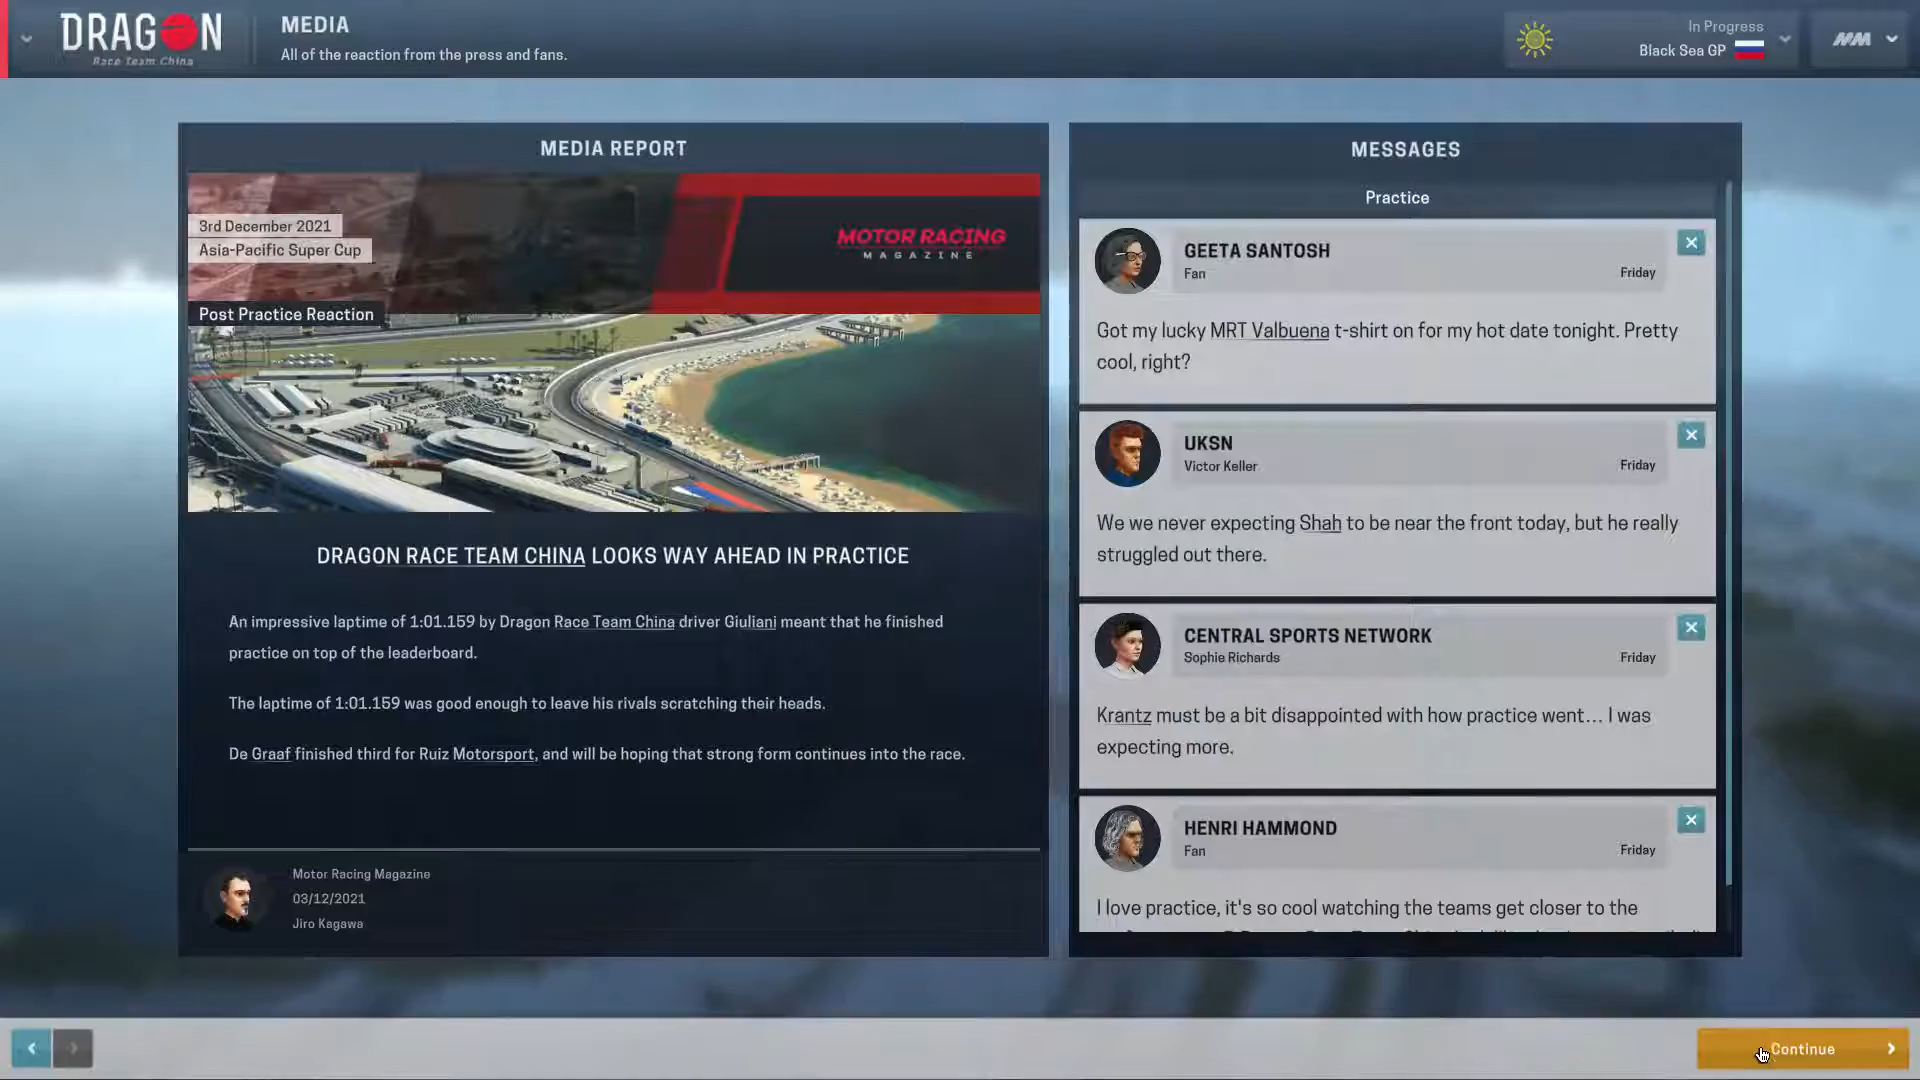 DRAGON
Race Team China
MEDIA
All of the reaction from the press and fans.
In Progress
Black Sea GP
MEDIA REPORT
3rd December 2021
Asia-Pacific Super Cup
MOTOR RACING
MAGAZINE
Post Practice Reaction
DRAGON RACE TEAM CHINA LOOKS WAY AHEAD IN PRACTICE
An impressive laptime of 1:01.159 by Dragon Race Team China driver Giuliani meant that he finished
practice on top of the leaderboard.
The laptime of 1:01.159 was good enough to leave his rivals scratching their heads.
De Graaf finished third for Ruiz Motorsport, and will be hoping that strong form continues into the race.
Motor Racing Magazine
03/12/2021
Jiro Kagawa
MESSAGES
Practice
GEETA SANTOSH
Fan
Friday
Got my lucky MRT Valbuena t-shirt on for my hot date tonight. Pretty
cool, right?
UKSN
Victor Keller
Friday
We we never expecting Shah to be near the front today, but he really
struggled out there.
CENTRAL SPORTS NETWORK
Sophie Richards
Friday
Krantz must be a bit disappointed with how practice went... I was
expecting more.
HENRI HAMMOND
Fan
Friday
I love practice, it's so cool watching the teams get closer to the
Continue